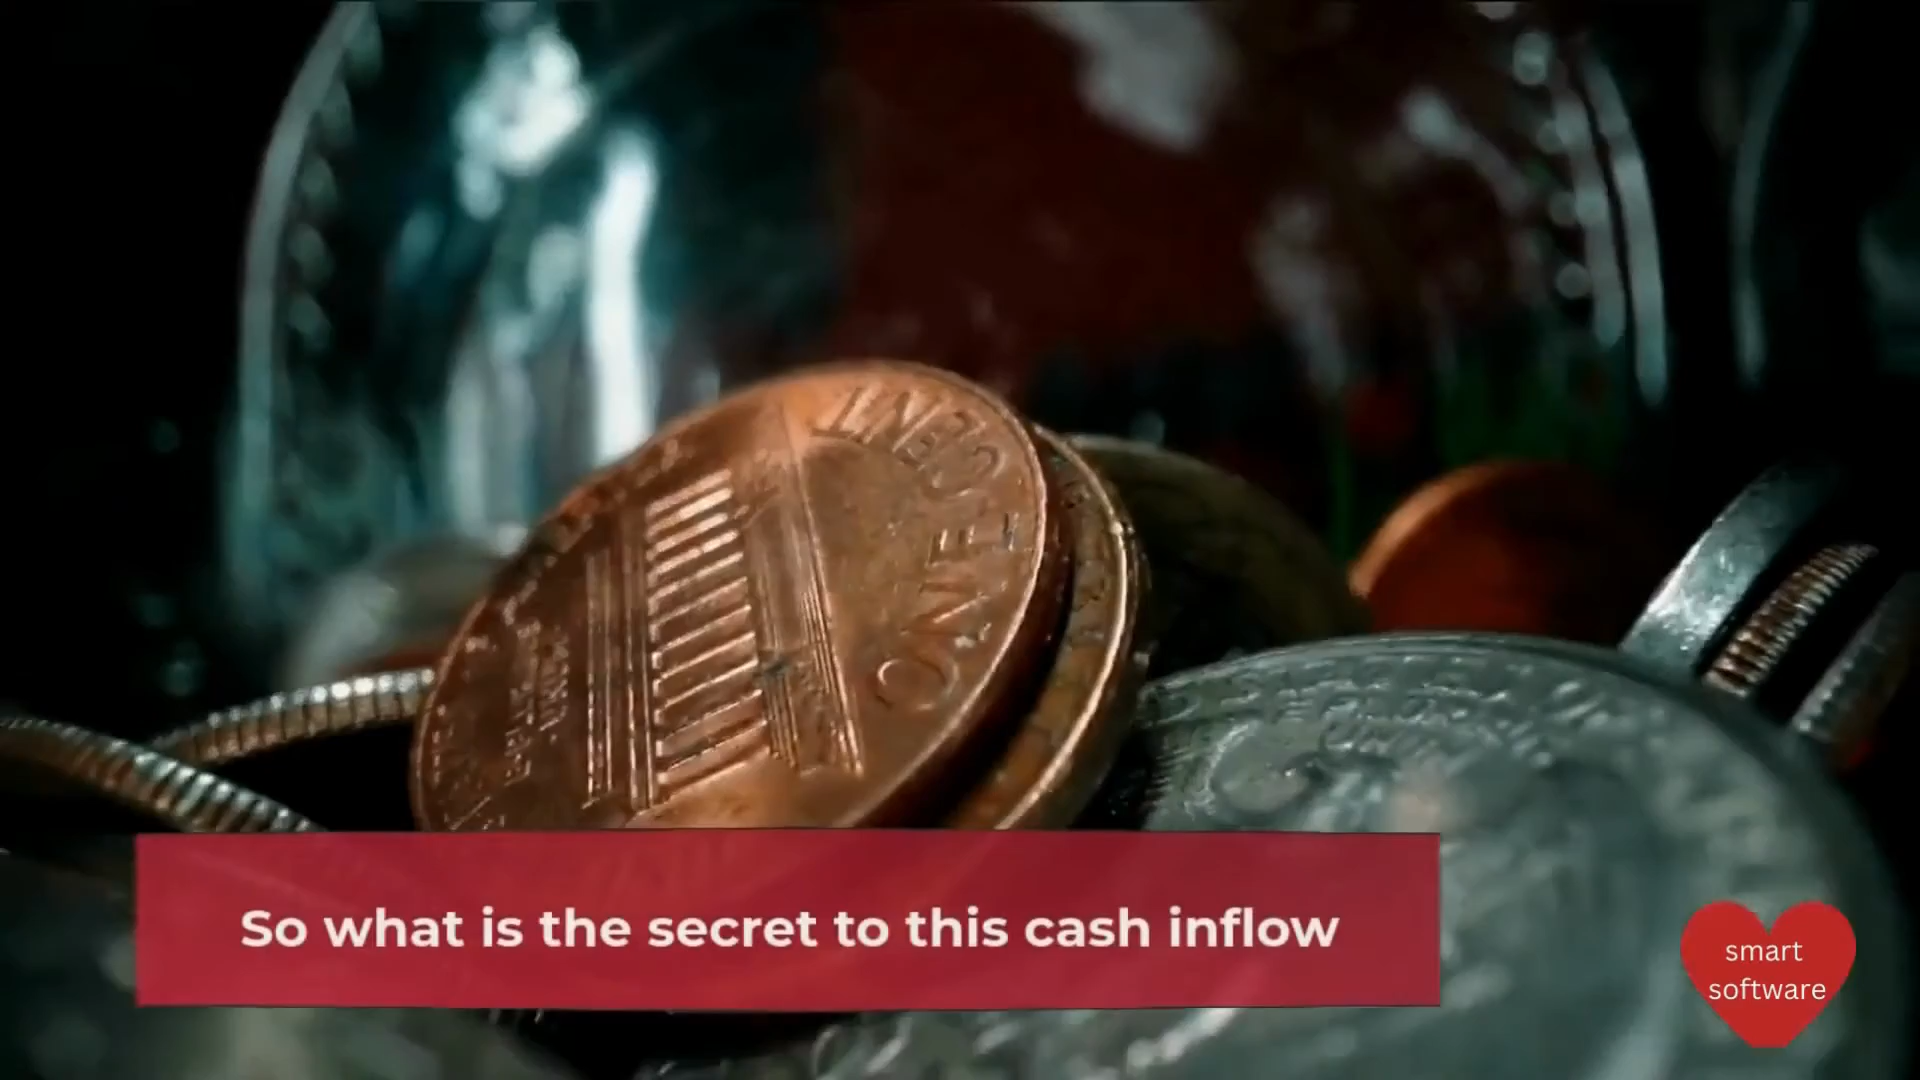 ONE CENT
So what is the secret to this cash inflow
smart
software